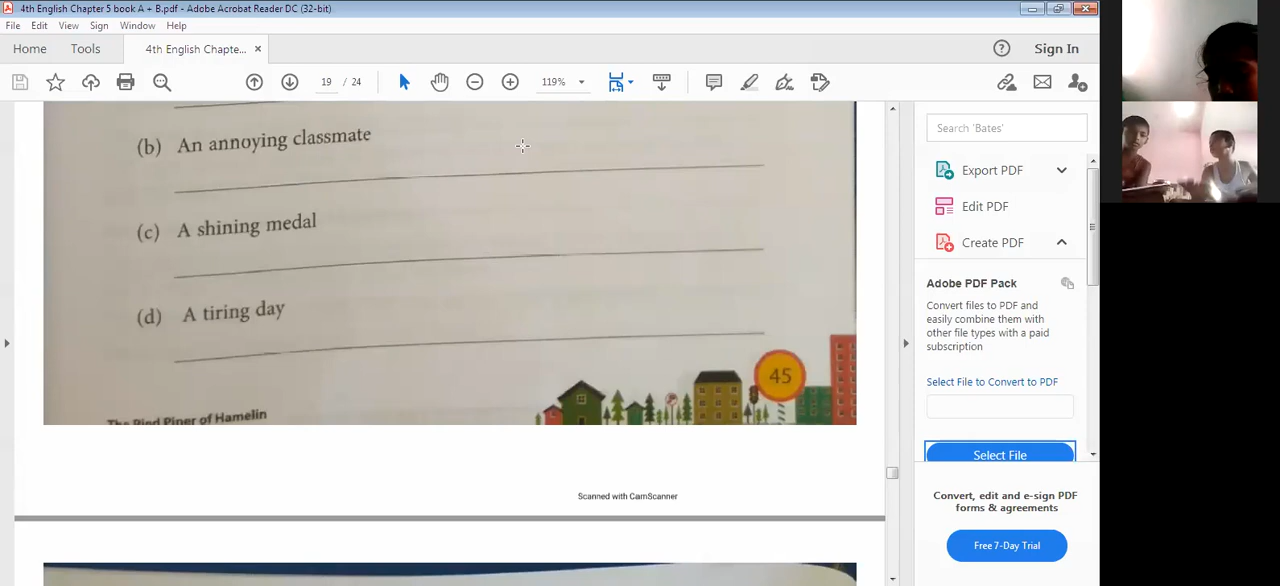 4th English Chapter 5 book A + B.pdf - Adobe Acrobat Reader DC (32-bit)
File Edit View Sign Window Help
Home Tools 4th English Chapte... × Sign In
19 / 24 119%
(b) An annoying classmate
(c) A shining medal
(d) A tiring day
45
The Pied Piper of Hamelin
Scanned with CamScanner
Search 'Bates'
Export PDF
Edit PDF
Create PDF
Adobe PDF Pack
Convert files to PDF and
easily combine them with
other file types with a paid
subscription
Select File to Convert to PDF
Select File
Convert, edit and e-sign PDF
forms & agreements
Free 7-Day Trial